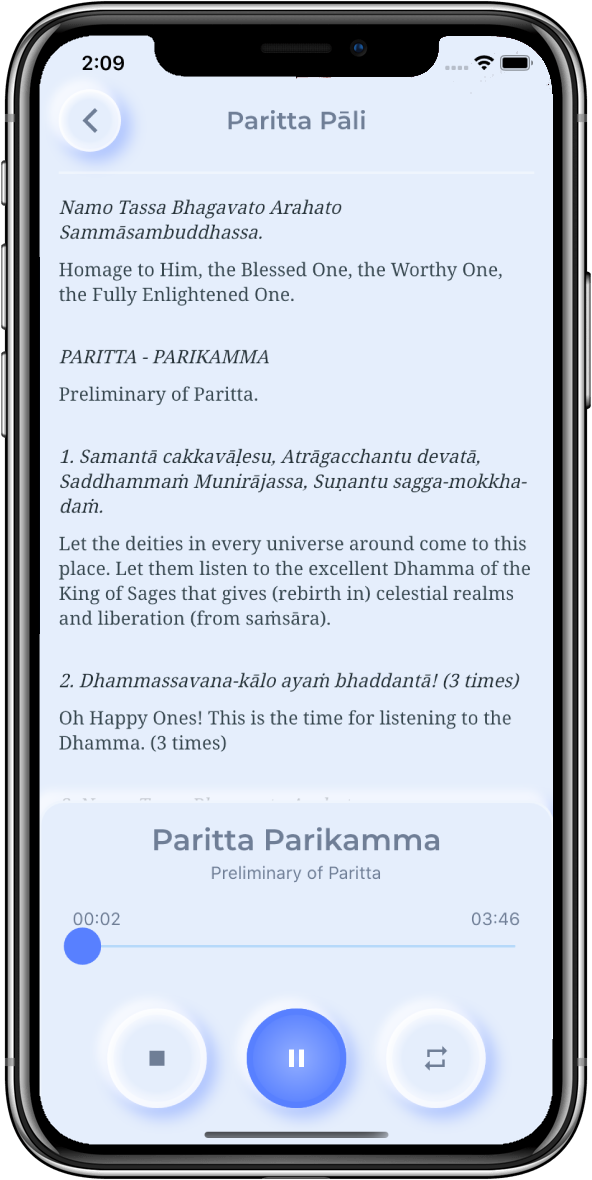 2:09
Paritta Pāli
Namo Tassa Bhagavato Arahato
Sammāsambuddhassa.
Homage to Him, the Blessed One, the Worthy One,
the Fully Enlightened One.
PARITTA - PARIKAMMA
Preliminary of Paritta.
1. Samantā cakkavāḷesu, Atrāgacchantu devatā,
Saddhammaṁ Munirājassa, Suṇantu sagga-mokkha-
daṁ.
Let the deities in every universe around come to this
place. Let them listen to the excellent Dhamma of the
King of Sages that gives (rebirth in) celestial realms
and liberation (from saṁsāra).
2. Dhammassavana-kālo ayaṁ bhaddantā! (3 times)
Oh Happy Ones! This is the time for listening to the
Dhamma. (3 times)
Paritta Parikamma
Preliminary of Paritta
00:02 03:46